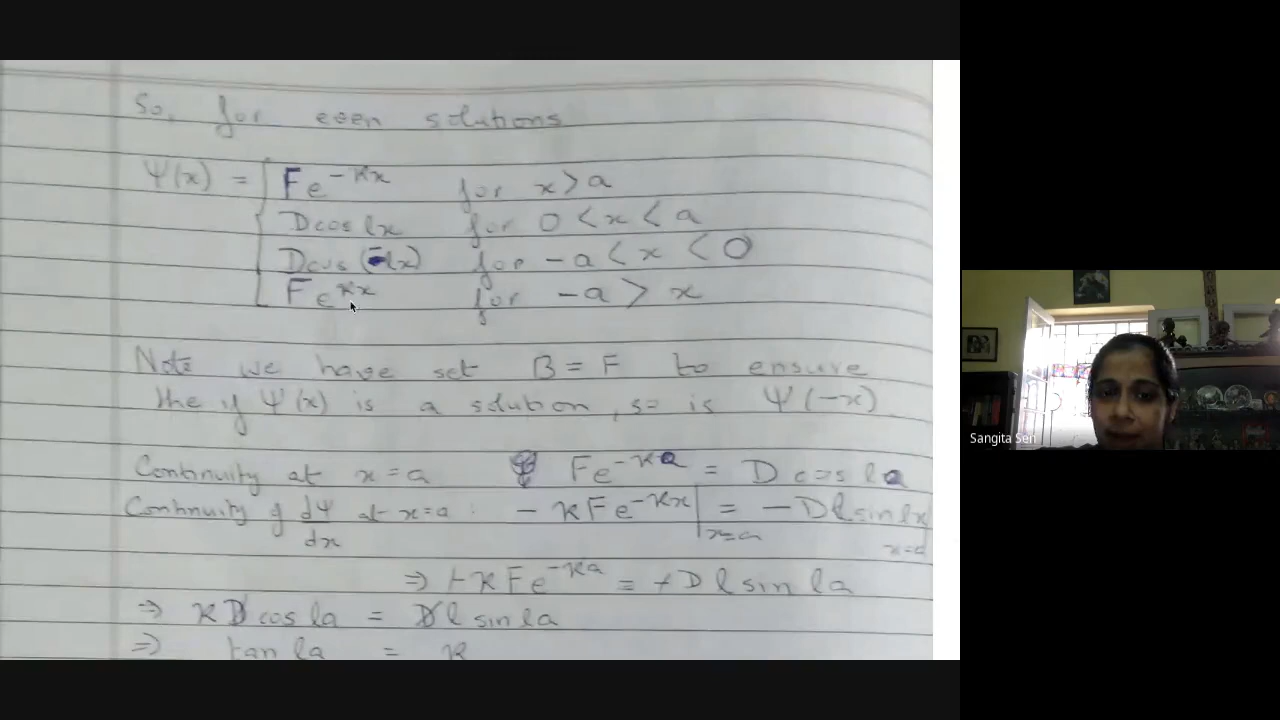 So, for even solutions
Ψ(x) = { Fe^{-κx} for x > a
Dcos lx for 0 < x < a
Dcos (-lx) for -a < x < 0
Fe^{κx} for -a > x
Note we have set B = F to ensure
the if Ψ(x) is a solution, so is Ψ(-x)
Continuity at x = a Fe^{-κa} = D cos la
Continuity of dΨ/dx at x=a : - κFe^{-κx}|_{x=a} = -Dl sin lx_{x=a}
⇒ +κFe^{-κa} = +Dl sin la
⇒ κD cos la = Dl sin la
⇒ tan la = κ
Sangita Sen